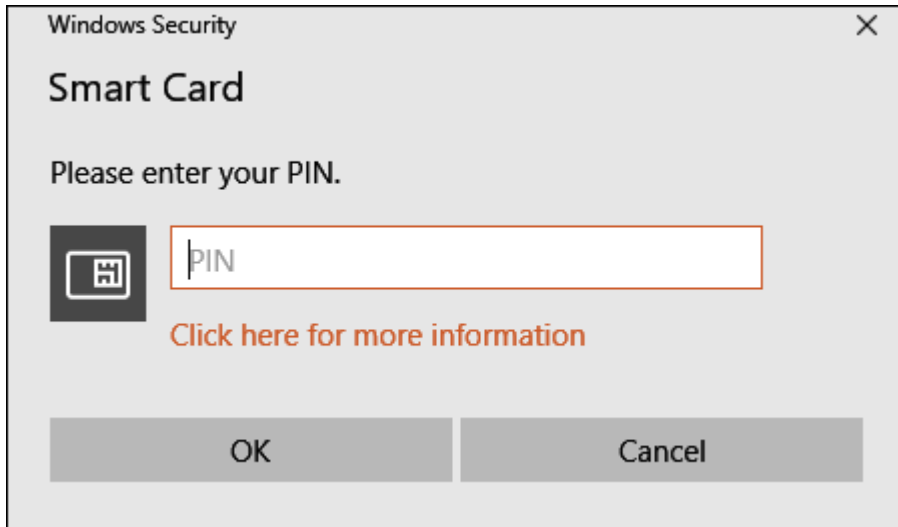 Windows Security
Smart Card
Please enter your PIN.
PIN
Click here for more information
OK
Cancel